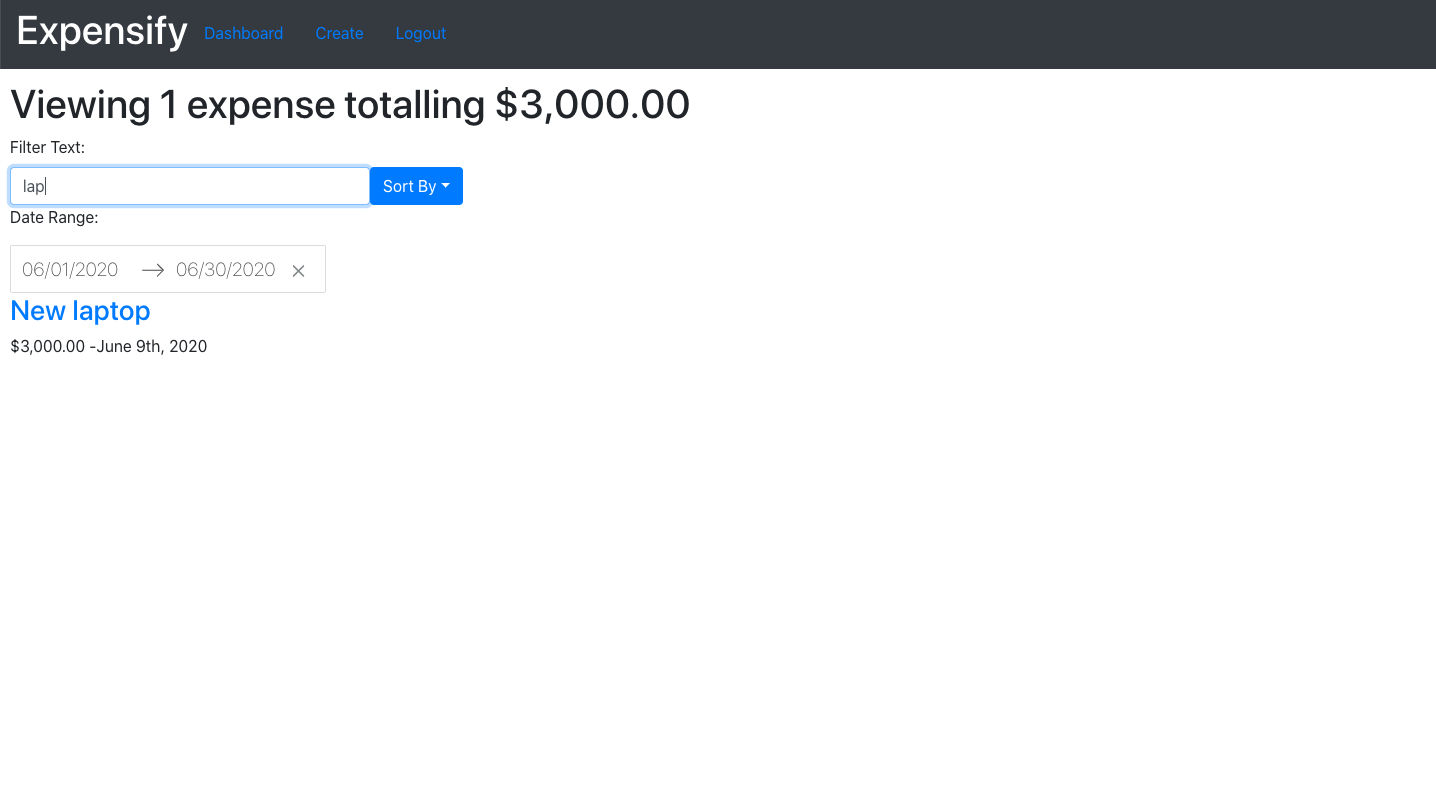 Expensify Dashboard Create Logout
Viewing 1 expense totalling $3,000.00
Filter Text:
lap Sort By
Date Range:
06/01/2020 → 06/30/2020 ×
New laptop
$3,000.00 -June 9th, 2020